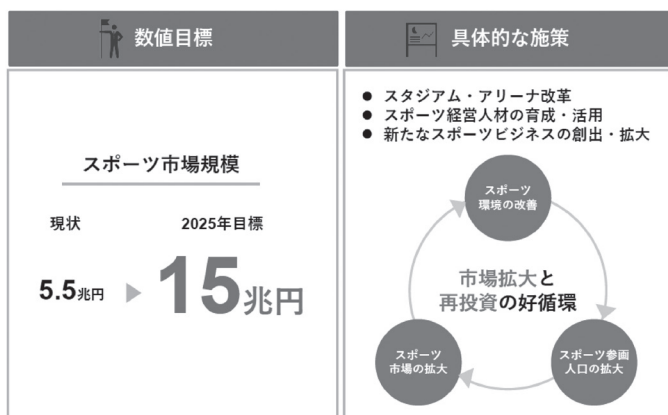 数値目標
スポーツ市場規模
現状
2025年目標
5.5兆円
15兆円
具体的な施策
● スタジアム・アリーナ改革
● スポーツ経営人材の育成・活用
● 新たなスポーツビジネスの創出・拡大
スポーツ
環境の改善
市場拡大と
再投資の好循環
スポーツ
市場の拡大
スポーツ参画
人口の拡大